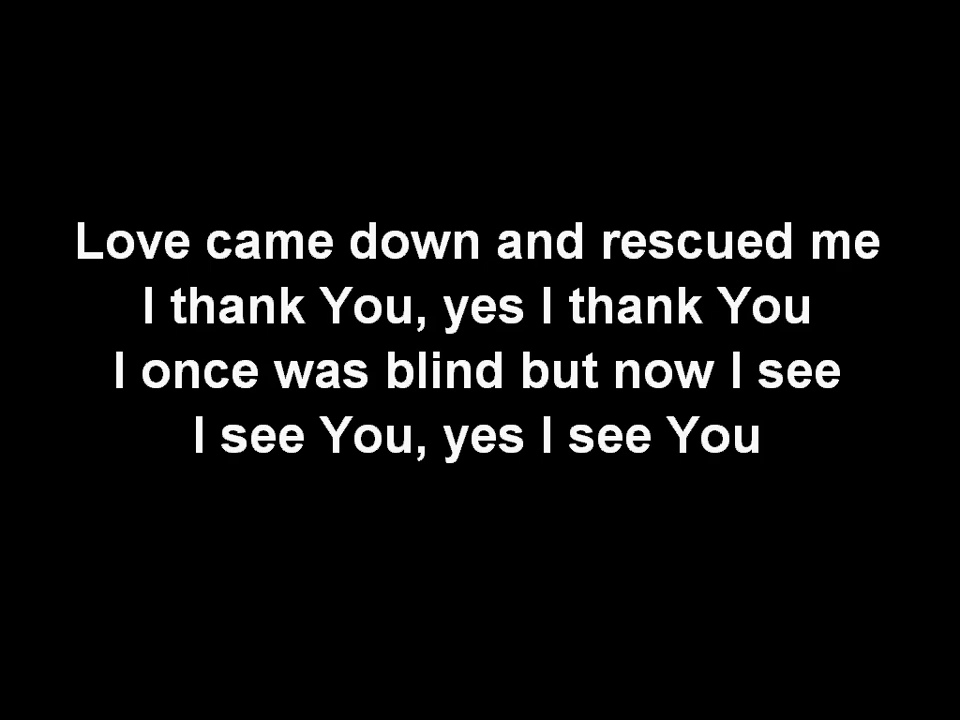 Love came down and rescued me
I thank You, yes I thank You
I once was blind but now I see
I see You, yes I see You